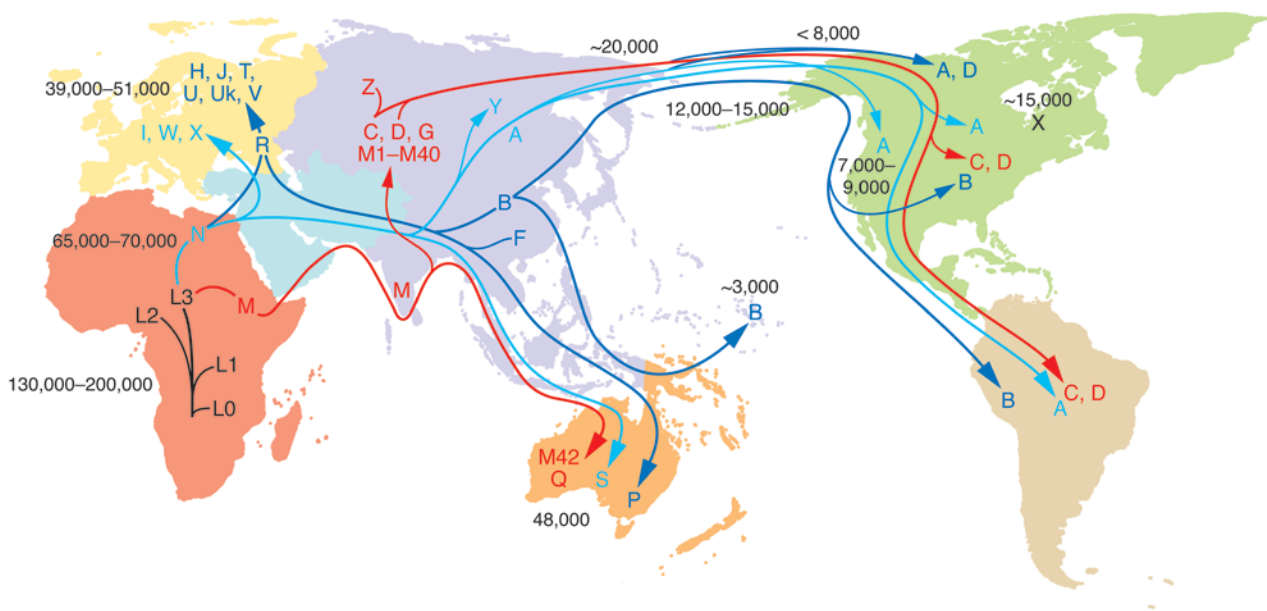 ~20,000
< 8,000
H, J, T,
U, Uk, V
39,000–51,000
A, D
Z
Y
12,000–15,000
~15,000
X
I, W, X
C, D, G
M1–M40
A
A
A
R
C, D
7,000–
9,000
B
B
65,000–70,000
N
F
L3
M
M
~3,000
B
L2
L1
130,000–200,000
L0
B
A
C, D
M42
Q
S
P
48,000